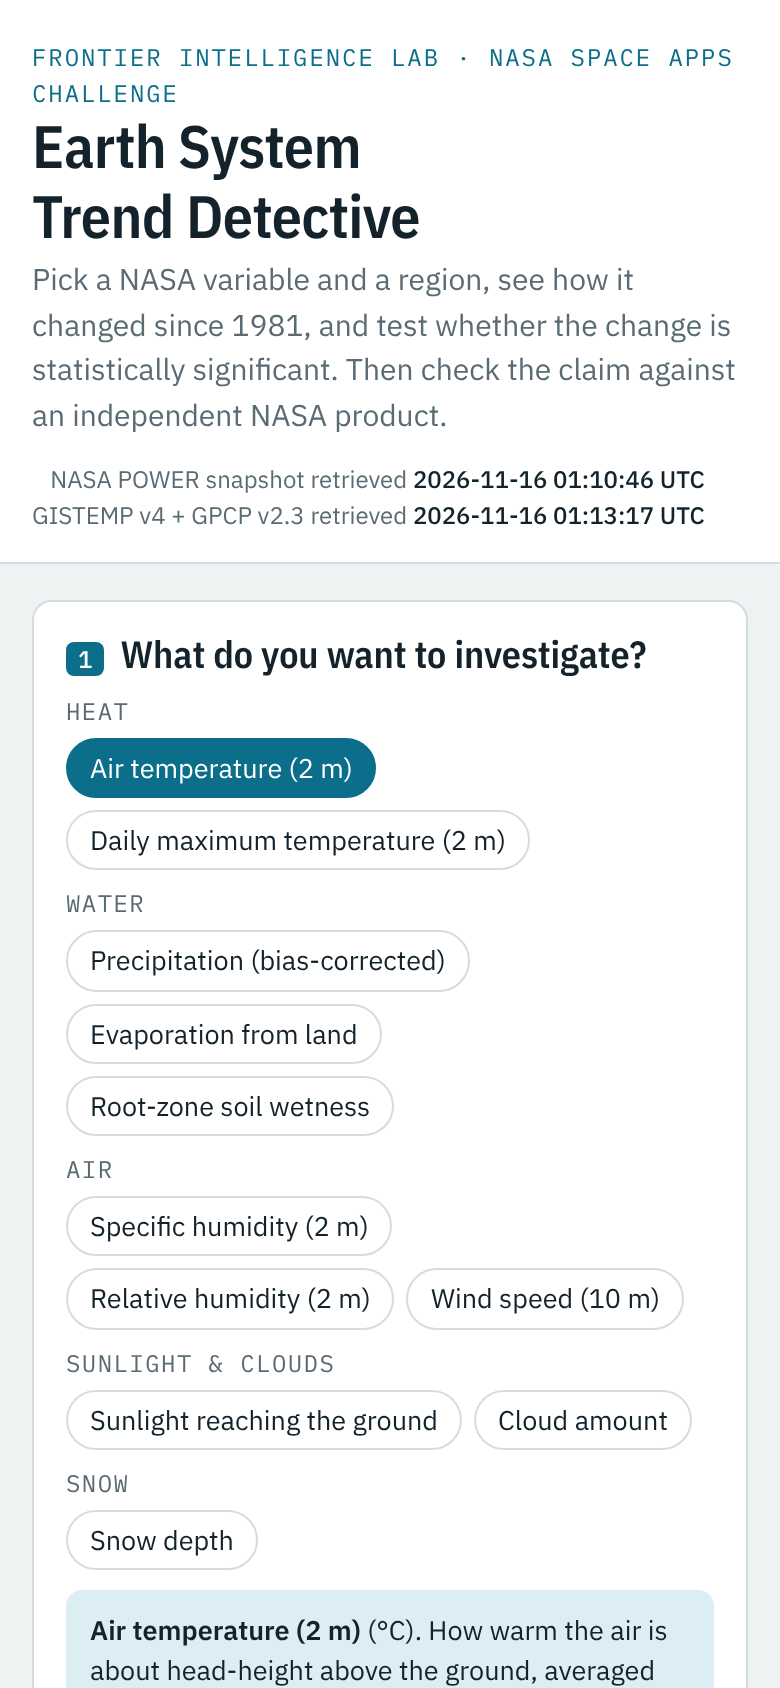 FRONTIER INTELLIGENCE LAB · NASA SPACE APPS
CHALLENGE
Earth System
Trend Detective
Pick a NASA variable and a region, see how it
changed since 1981, and test whether the change is
statistically significant. Then check the claim against
an independent NASA product.
NASA POWER snapshot retrieved 2026-11-16 01:10:46 UTC
GISTEMP v4 + GPCP v2.3 retrieved 2026-11-16 01:13:17 UTC
1 What do you want to investigate?
HEAT
Air temperature (2 m)
Daily maximum temperature (2 m)
WATER
Precipitation (bias-corrected)
Evaporation from land
Root-zone soil wetness
AIR
Specific humidity (2 m)
Relative humidity (2 m) Wind speed (10 m)
SUNLIGHT & CLOUDS
Sunlight reaching the ground Cloud amount
SNOW
Snow depth
Air temperature (2 m) (°C). How warm the air is
about head-height above the ground, averaged